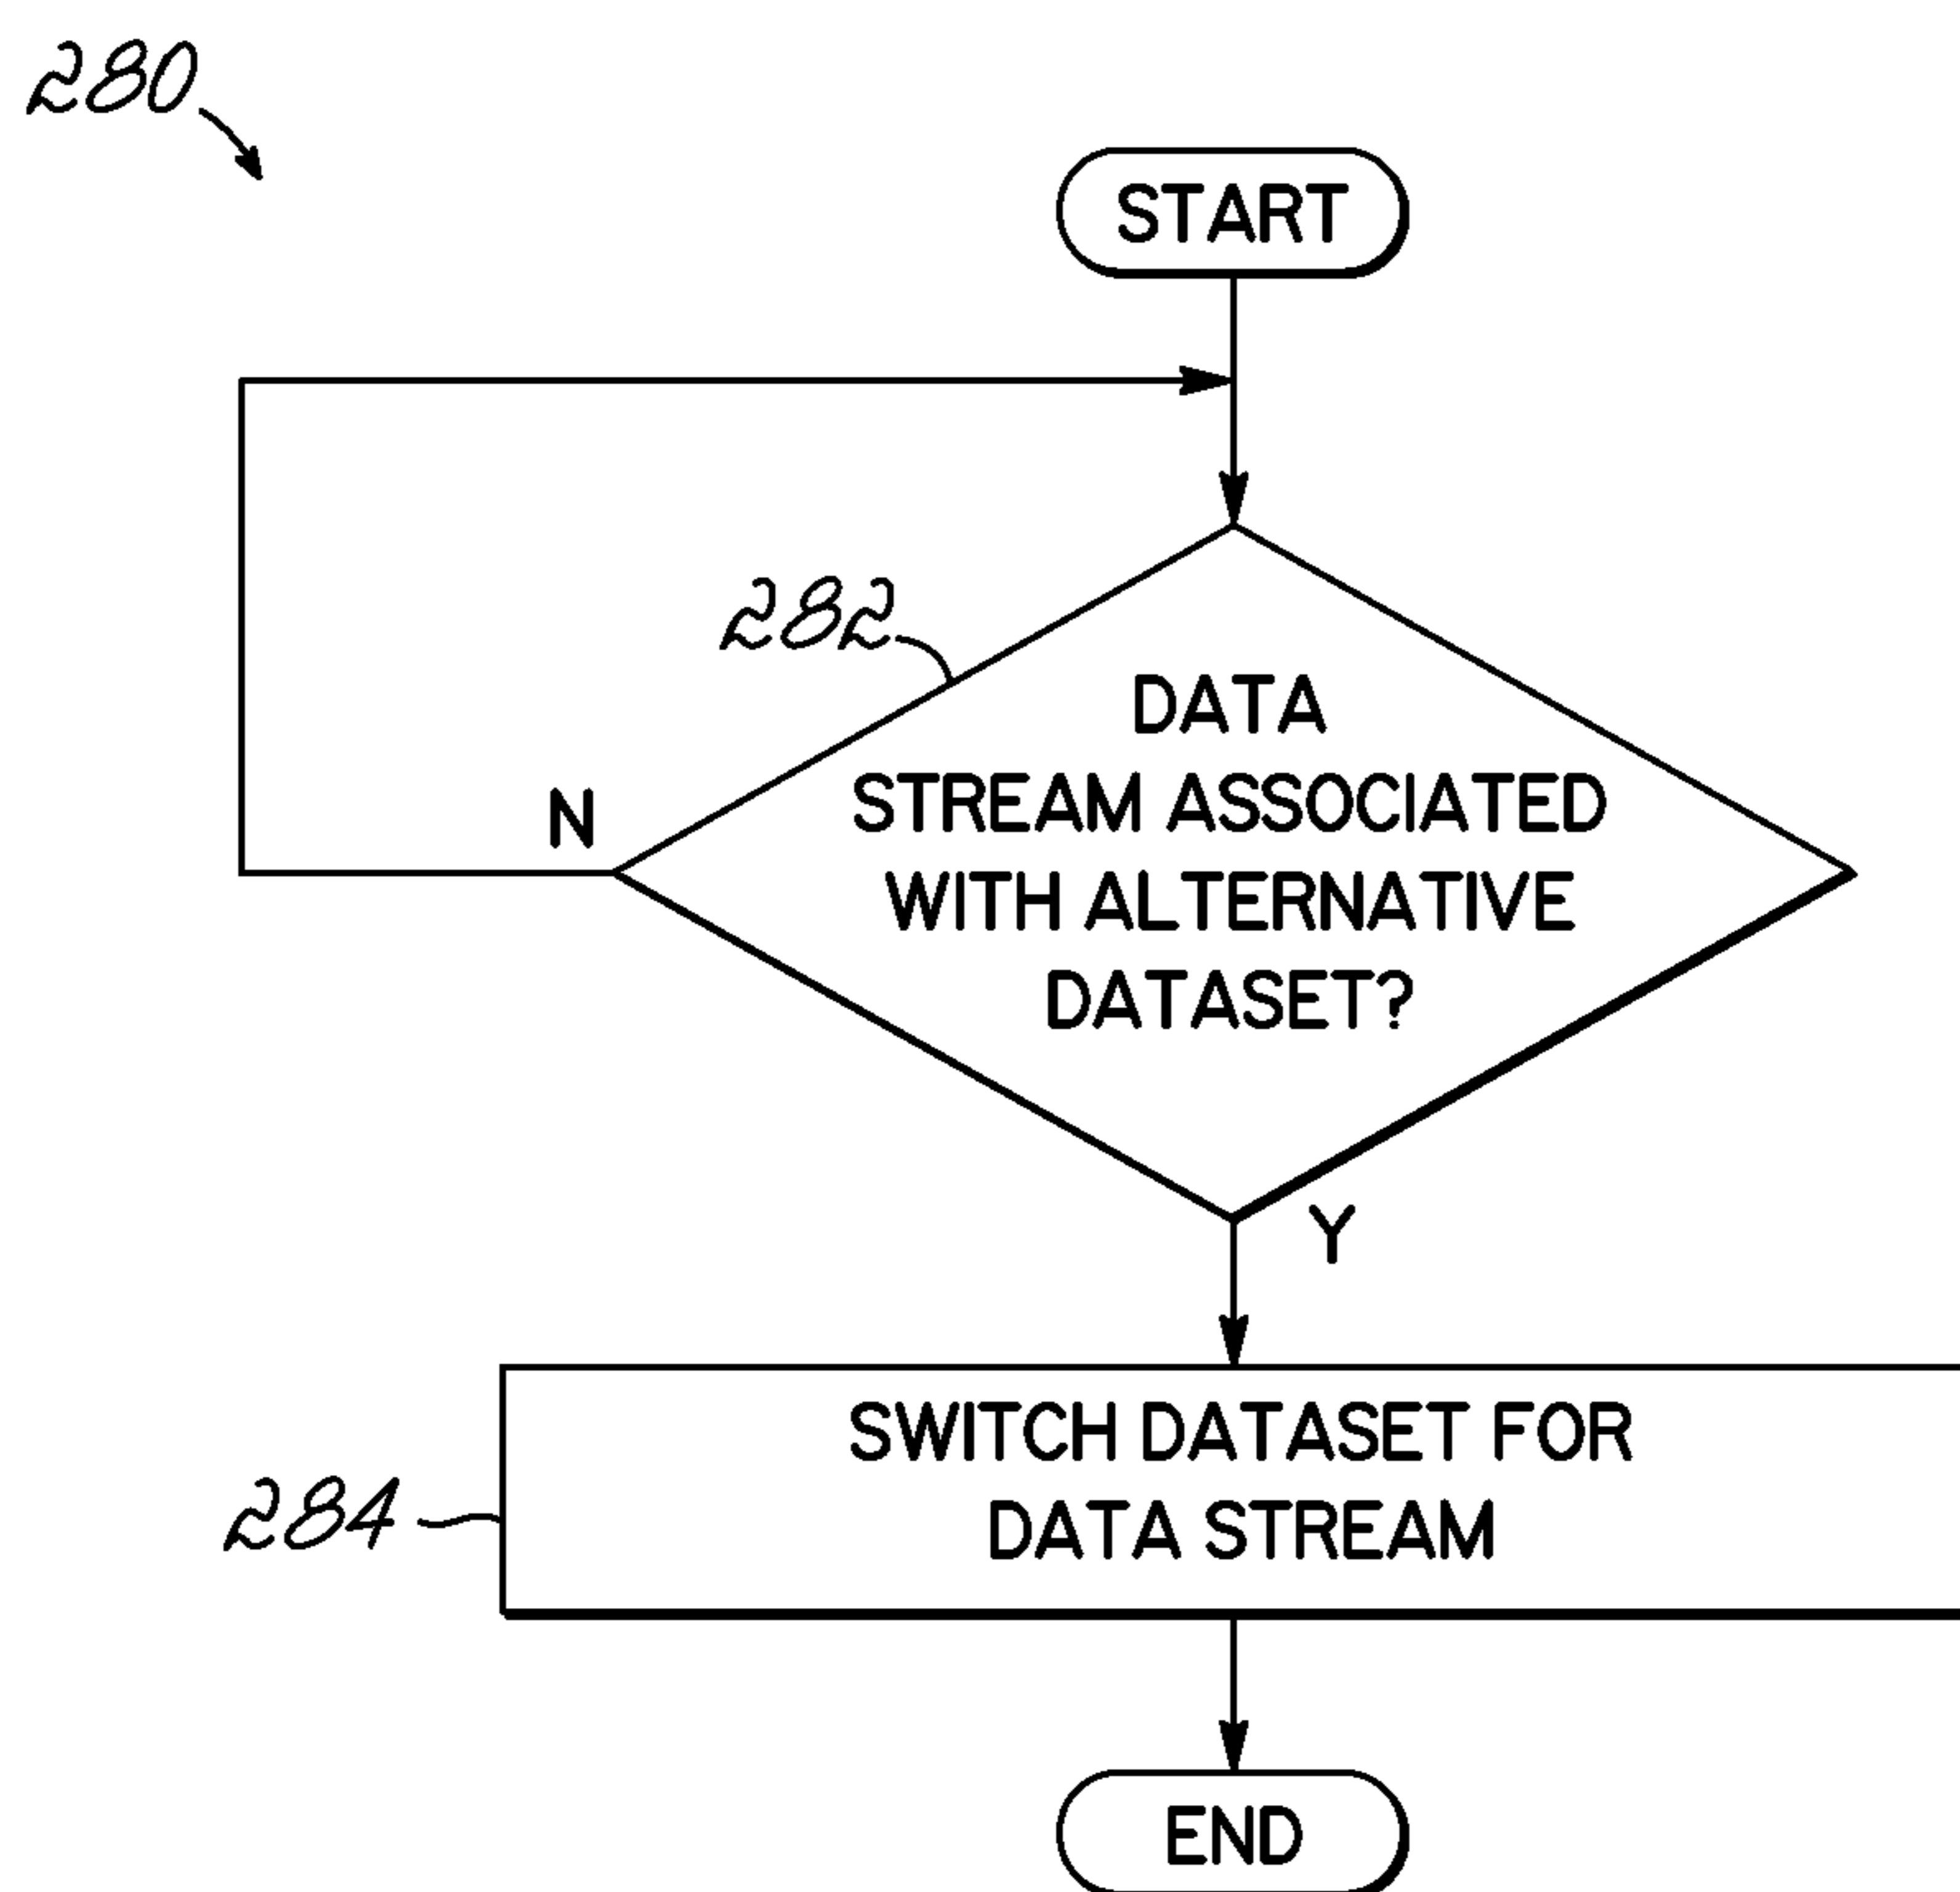 280
START
282
DATA
STREAM ASSOCIATED
WITH ALTERNATIVE
DATASET?
N
Y
SWITCH DATASET FOR
DATA STREAM
284
END